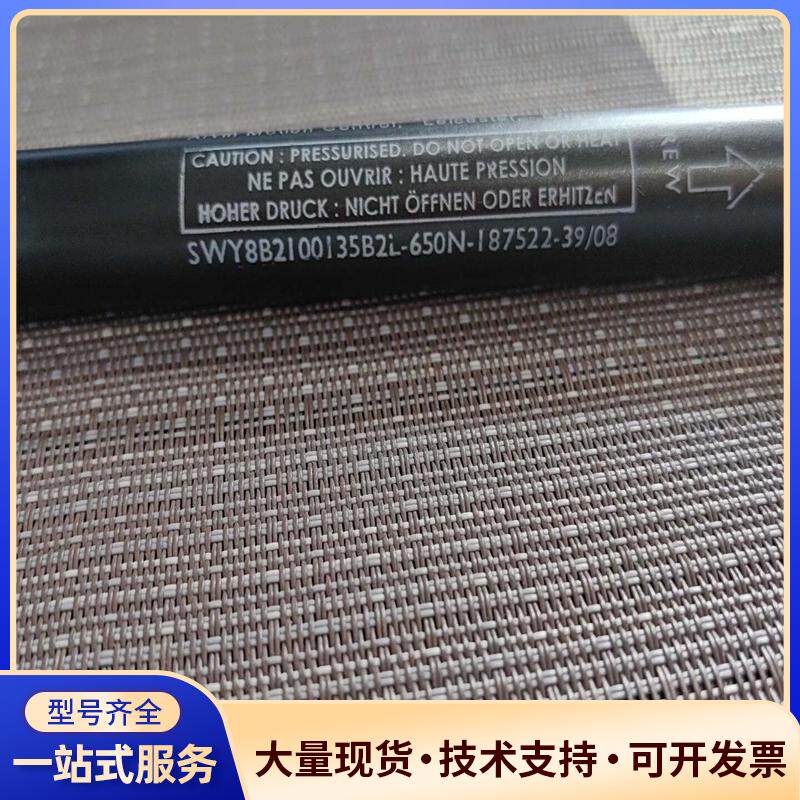 CAUTION : PRESSURISED. DO NOT OPEN OR HEAT
NE PAS OUVRIR : HAUTE PRESSION
HOHER DRUCK : NICHT ÖFFNEN ODER ERHITZEN
SWY8B2100135B2L-650N-187522-39/08
型号齐全
一站式服务
大量现货·技术支持·可开发票